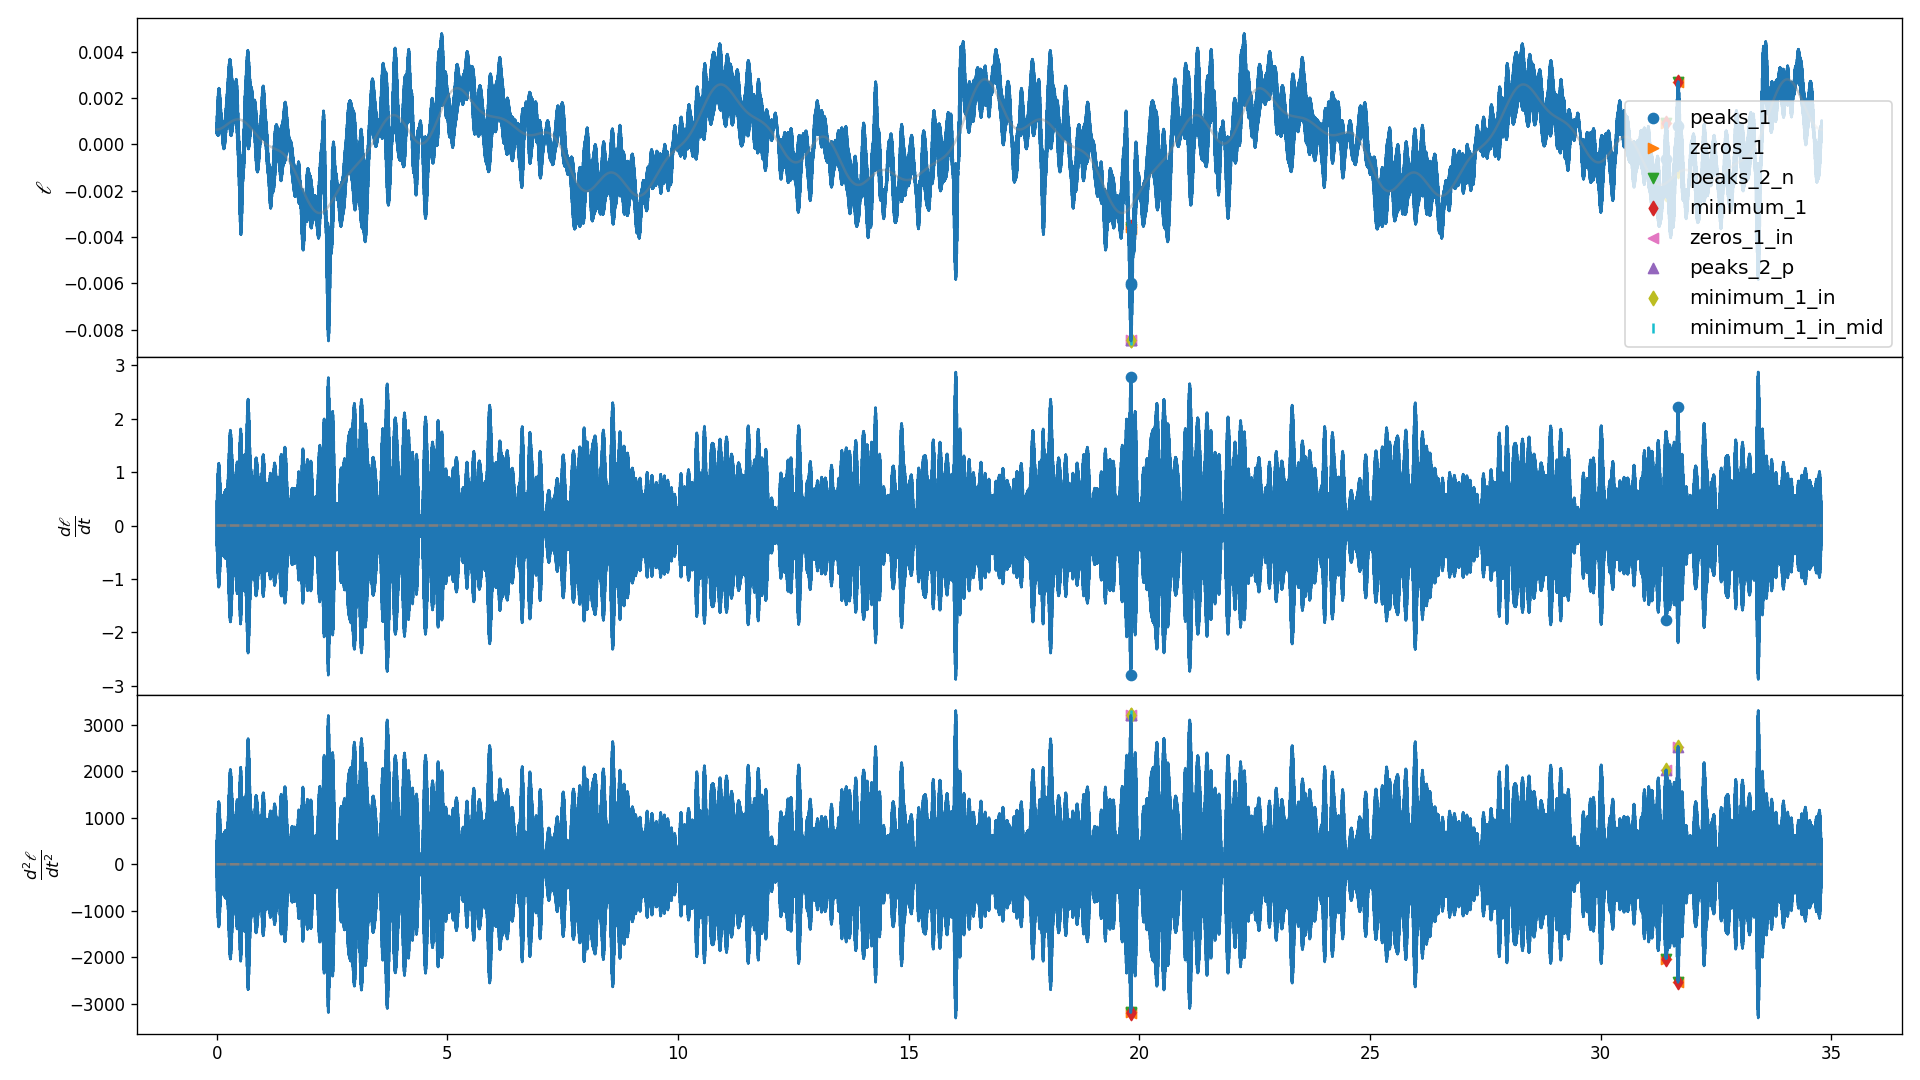 0.004
0.002
0.000
−0.002
−0.004
−0.006
−0.008
ℓ
peaks_1
zeros_1
peaks_2_n
minimum_1
zeros_1_in
peaks_2_p
minimum_1_in
minimum_1_in_mid
3
2
1
0
−1
−2
−3
dℓ
dt
3000
2000
1000
0
−1000
−2000
−3000
d²ℓ
dt²
0 5 10 15 20 25 30 35